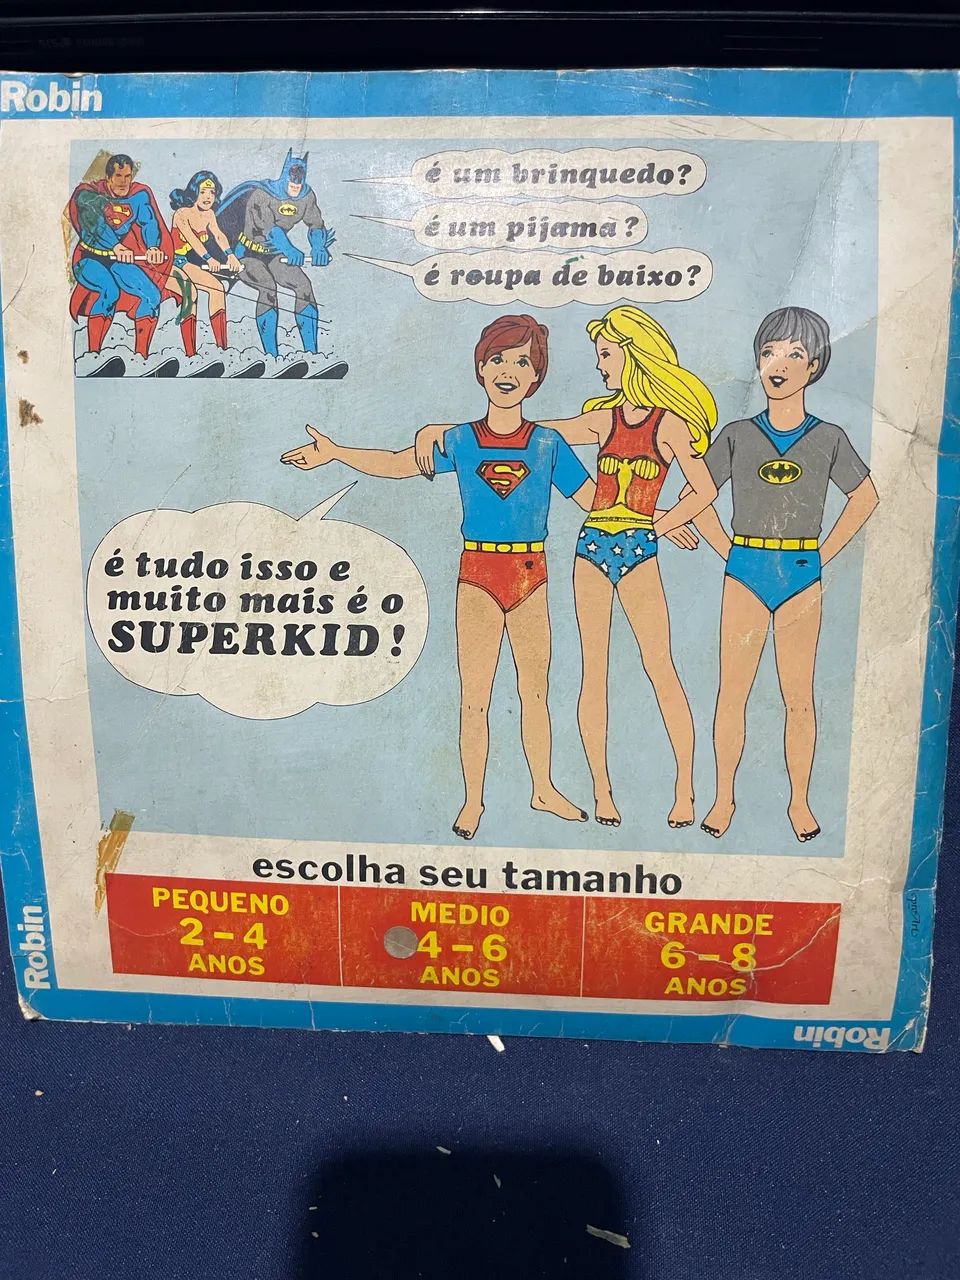 Robin
é um brinquedo?
é um pijama?
é roupa de baixo?
S
S
é tudo isso e
muito mais é o
SUPERKID!
escolha seu tamanho
PEQUENO
2-4
ANOS
MEDIO
4-6
ANOS
GRANDE
6-8
ANOS
Robin
Robin